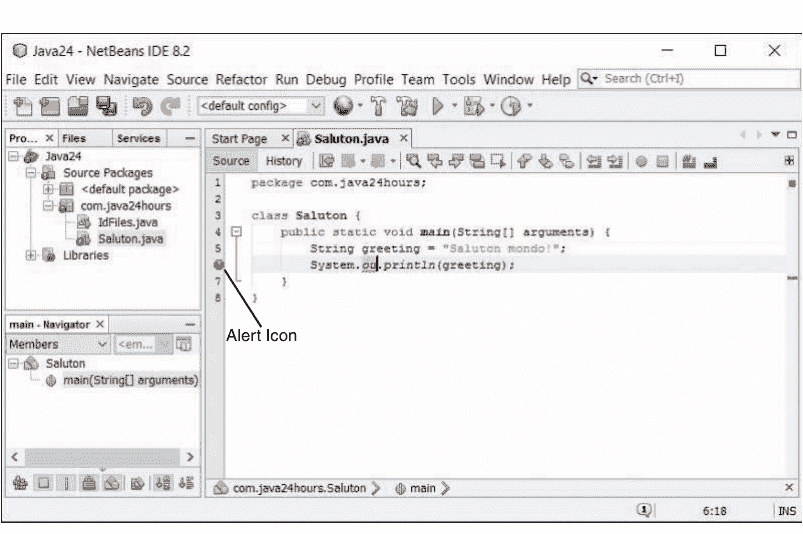 Java24 - NetBeans IDE 8.2
File Edit View Navigate Source Refactor Run Debug Profile Team Tools Window Help Search (Ctrl+I)
<default config>
Pro... Files Services
Java24
Source Packages
<default package>
com.java24hours
IdFiles.java
Saluton.java
Libraries
main - Navigator
Members <em...
Saluton
main(String[] arguments)
Start Page Saluton.java
Source History
1 package com.java24hours;
2
3 class Saluton {
4 public static void main(String[] arguments) {
5 String greeting = "Saluton mondo!";
System.ou.println(greeting);
7 }
8 }
Alert Icon
com.java24hours.Saluton main
1 6:18 INS